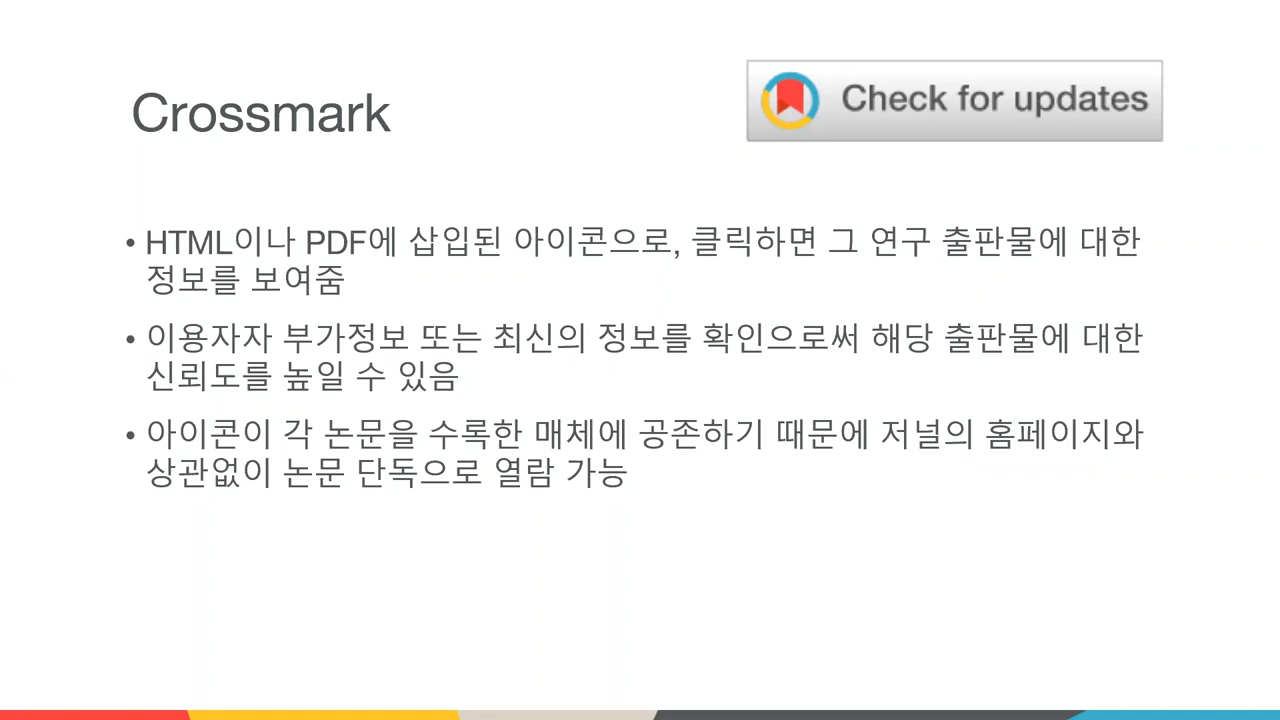 Crossmark
Check for updates
• HTML이나 PDF에 삽입된 아이콘으로, 클릭하면 그 연구 출판물에 대한
정보를 보여줌
• 이용자자 부가정보 또는 최신의 정보를 확인으로써 해당 출판물에 대한
신뢰도를 높일 수 있음
• 아이콘이 각 논문을 수록한 매체에 공존하기 때문에 저널의 홈페이지와
상관없이 논문 단독으로 열람 가능